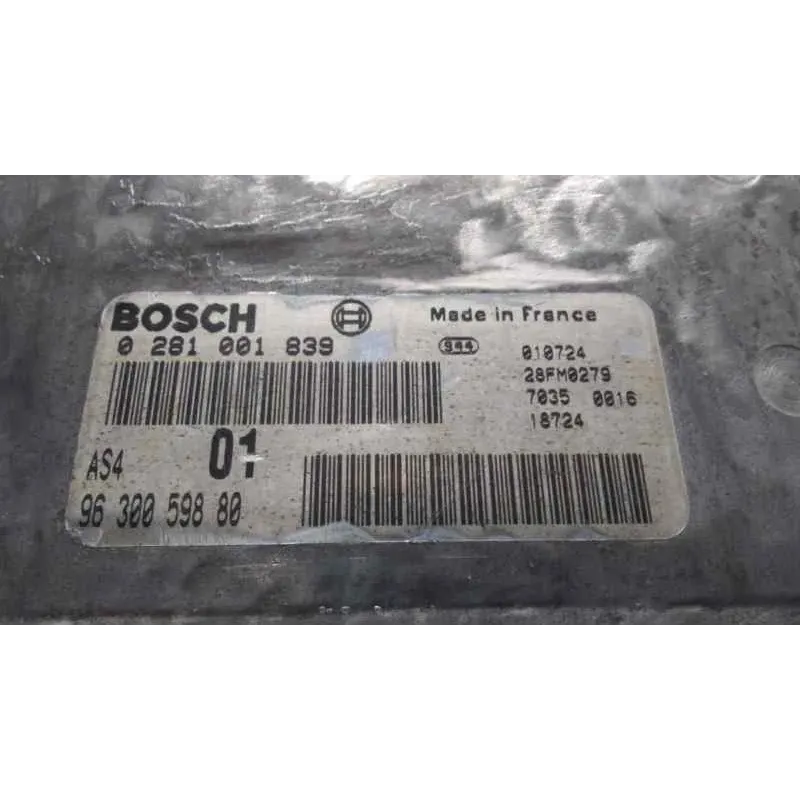 BOSCH
Made in France
0 281 001 839
944
010724
28FM0279
7035 0016
18724
AS4 01
96 300 598 80